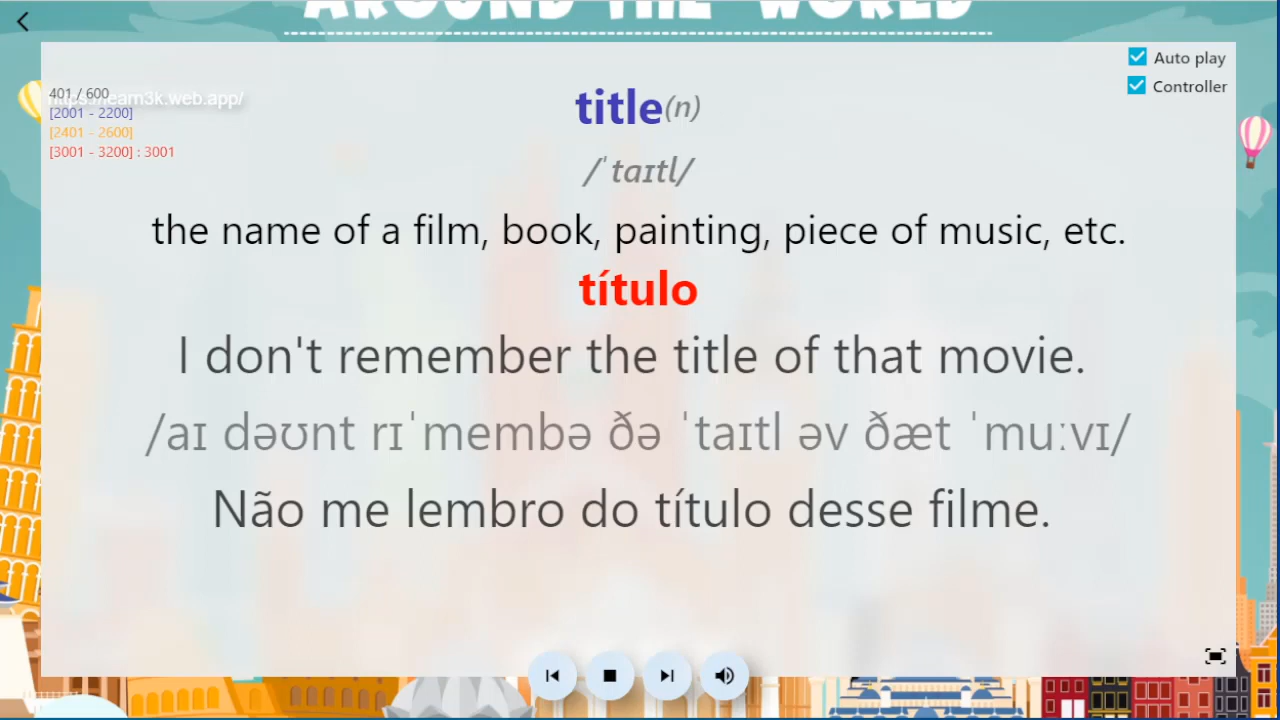 AROUND THE WORLD
Auto play
Controller
401 / 600
https://learn3k.web.app/
[2001 - 2200]
[2401 - 2600]
[3001 - 3200] : 3001
title(n)
/ˈtaɪtl/
the name of a film, book, painting, piece of music, etc.
título
I don't remember the title of that movie.
/aɪ dəʊnt rɪˈmembə ðə ˈtaɪtl əv ðæt ˈmuːvɪ/
Não me lembro do título desse filme.